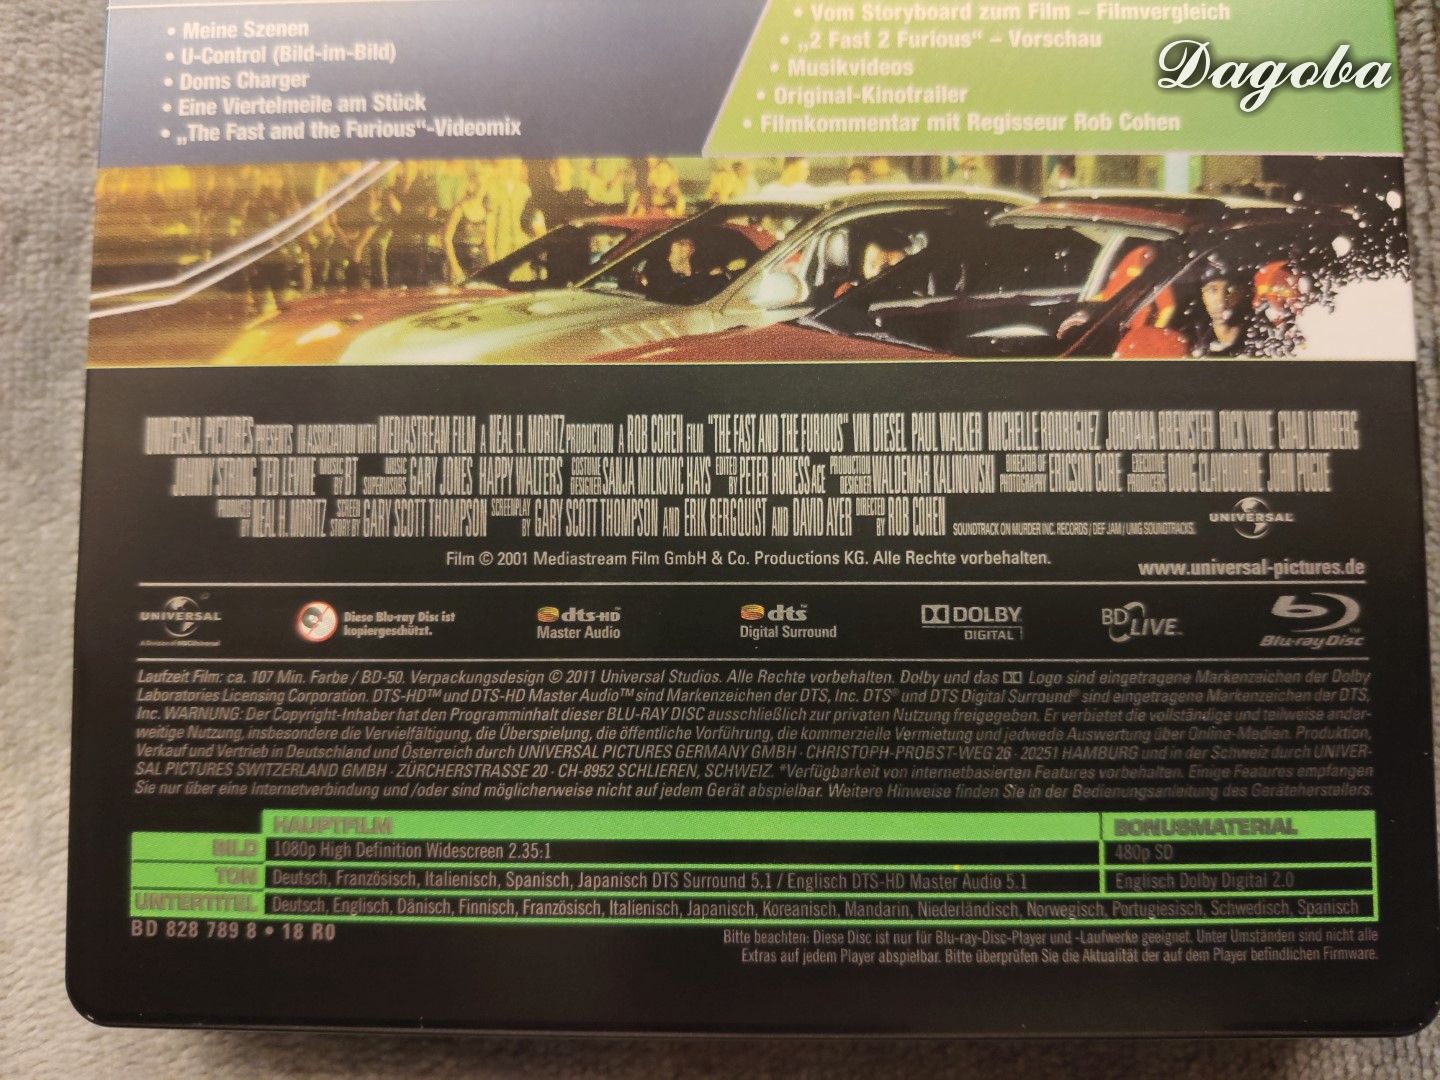 • Meine Szenen
• U-Control (Bild-im-Bild)
• Doms Charger
• Eine Viertelmeile am Stück
• „The Fast and the Furious“-Videomix
• Vom Storyboard zum Film – Filmvergleich
• „2 Fast 2 Furious“ – Vorschau
• Musikvideos
• Original-Kinotrailer
• Filmkommentar mit Regisseur Rob Cohen
Dagoba
UNIVERSAL PICTURES PRESENTS IN ASSOCIATION WITH MEDIASTREAM FILM A NEAL H. MORITZ PRODUCTION A ROB COHEN FILM "THE FAST AND THE FURIOUS" VIN DIESEL PAUL WALKER MICHELLE RODRIGUEZ JORDANA BREWSTER RICK YUNE CHAD LINDBERG
JOHNNY STRONG TED LEVINE MUSIC BY BT MUSIC SUPERVISORS GARY JONES HAPPY WALTERS COSTUME DESIGNER SANJA MILKOVIC HAYS EDITED BY PETER HONESS ACE PRODUCTION DESIGNER WALDEMAR KALINOWSKI DIRECTOR OF PHOTOGRAPHY ERICSON CORE EXECUTIVE PRODUCERS DOUG CLAYBOURNE JOHN POGUE
PRODUCED BY NEAL H. MORITZ SCREEN STORY BY GARY SCOTT THOMPSON SCREENPLAY BY GARY SCOTT THOMPSON AND ERIK BERGQUIST AND DAVID AYER DIRECTED BY ROB COHEN SOUNDTRACK ON MURDER INC. RECORDS / DEF JAM / UMG SOUNDTRACKS. UNIVERSAL
Film © 2001 Mediastream Film GmbH & Co. Productions KG. Alle Rechte vorbehalten.
www.universal-pictures.de
UNIVERSAL
Diese Blu-ray Disc ist
kopiergeschützt.
dts-HD™
Master Audio
dts
Digital Surround
DOLBY
DIGITAL
BD LIVE™
Blu-ray Disc
Laufzeit Film: ca. 107 Min. Farbe / BD-50. Verpackungsdesign © 2011 Universal Studios. Alle Rechte vorbehalten. Dolby und das Logo sind eingetragene Markenzeichen der Dolby
Laboratories Licensing Corporation. DTS-HD™ und DTS-HD Master Audio™ sind Markenzeichen der DTS, Inc. DTS® und DTS Digital Surround® sind eingetragene Markenzeichen der DTS,
Inc. WARNUNG: Der Copyright-Inhaber hat den Programminhalt dieser BLU-RAY DISC ausschließlich zur privaten Nutzung freigegeben. Er verbietet die vollständige und teilweise ander-
weitige Nutzung, insbesondere die Vervielfältigung, die Überspielung, die öffentliche Vorführung, die kommerzielle Vermietung und jedwede Auswertung über Online-Medien. Produktion,
Verkauf und Vertrieb in Deutschland und Österreich durch UNIVERSAL PICTURES GERMANY GMBH · CHRISTOPH-PROBST-WEG 26 · 20251 HAMBURG und in der Schweiz durch UNIVER-
SAL PICTURES SWITZERLAND GMBH · ZÜRCHERSTRASSE 20 · CH-8952 SCHLIEREN, SCHWEIZ. *Verfügbarkeit von internetbasierten Features vorbehalten. Einige Features empfangen
Sie nur über eine Internetverbindung und /oder sind möglicherweise nicht auf jedem Gerät abspielbar. Weitere Hinweise finden Sie in der Bedienungsanleitung des Geräteherstellers.
HAUPTFILM BONUSMATERIAL
BILD 1080p High Definition Widescreen 2.35:1 480p SD
TON Deutsch, Französisch, Italienisch, Spanisch, Japanisch DTS Surround 5.1 / Englisch DTS-HD Master Audio 5.1 Englisch Dolby Digital 2.0
UNTERTITEL Deutsch, Englisch, Dänisch, Finnisch, Französisch, Italienisch, Japanisch, Koreanisch, Mandarin, Niederländisch, Norwegisch, Portugiesisch, Schwedisch, Spanisch
BD 828 789 8 • 18 R0
Bitte beachten: Diese Disc ist nur für Blu-ray-Disc-Player und -Laufwerke geeignet. Unter Umständen sind nicht alle
Extras auf jedem Player abspielbar. Bitte überprüfen Sie die Aktualität der auf dem Player befindlichen Firmware.